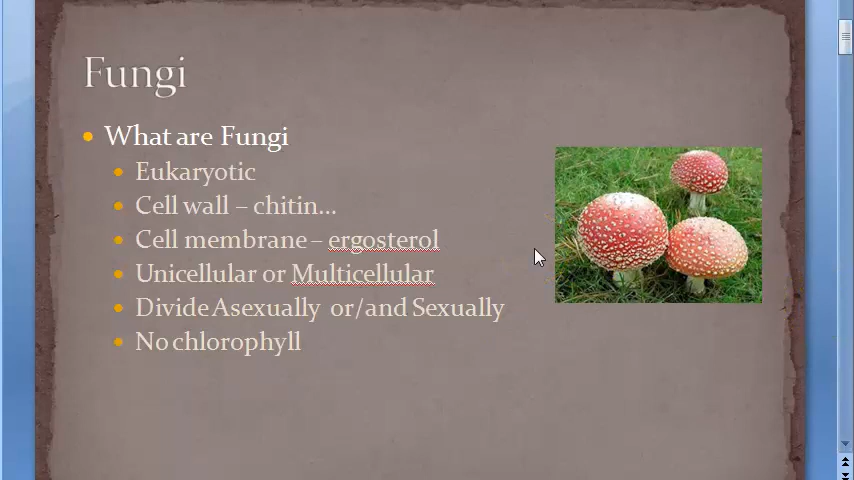 Fungi
What are Fungi
Eukaryotic
Cell wall – chitin...
Cell membrane – ergosterol
Unicellular or Multicellular
Divide Asexually or/and Sexually
No chlorophyll